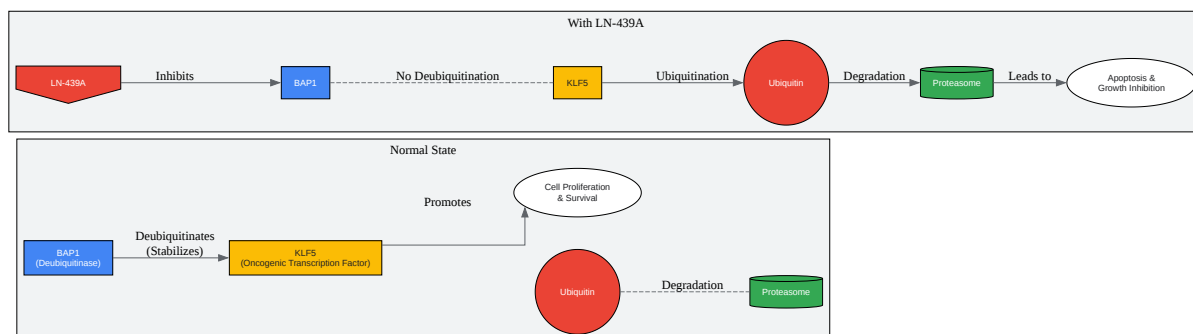 With LN-439A
LN-439A
Inhibits
BAP1
No Deubiquitination
KLF5
Ubiquitination
Ubiquitin
Degradation
Proteasome
Leads to
Apoptosis &
Growth Inhibition
Normal State
Cell Proliferation
& Survival
Promotes
BAP1
(Deubiquitinase)
Deubiquitinates
(Stabilizes)
KLF5
(Oncogenic Transcription Factor)
Ubiquitin
Degradation
Proteasome